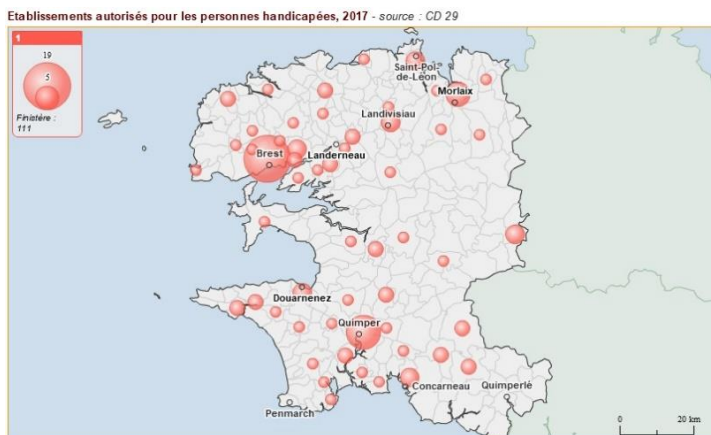 Etablissements autorisés pour les personnes handicapées, 2017 - source : CD 29
1
19
5
Finistère :
111
Saint-Pol-
de-Léon
Morlaix
Landivisiau
Brest
Landerneau
Douarnenez
Quimper
Concarneau
Quimperlé
Penmarch
0 20 km